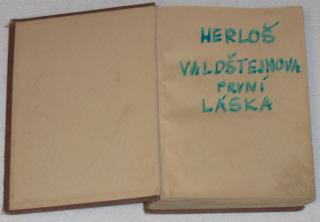 HERLOŠ
VALDŠTEJNOVA
PRVNÍ
LÁSKA